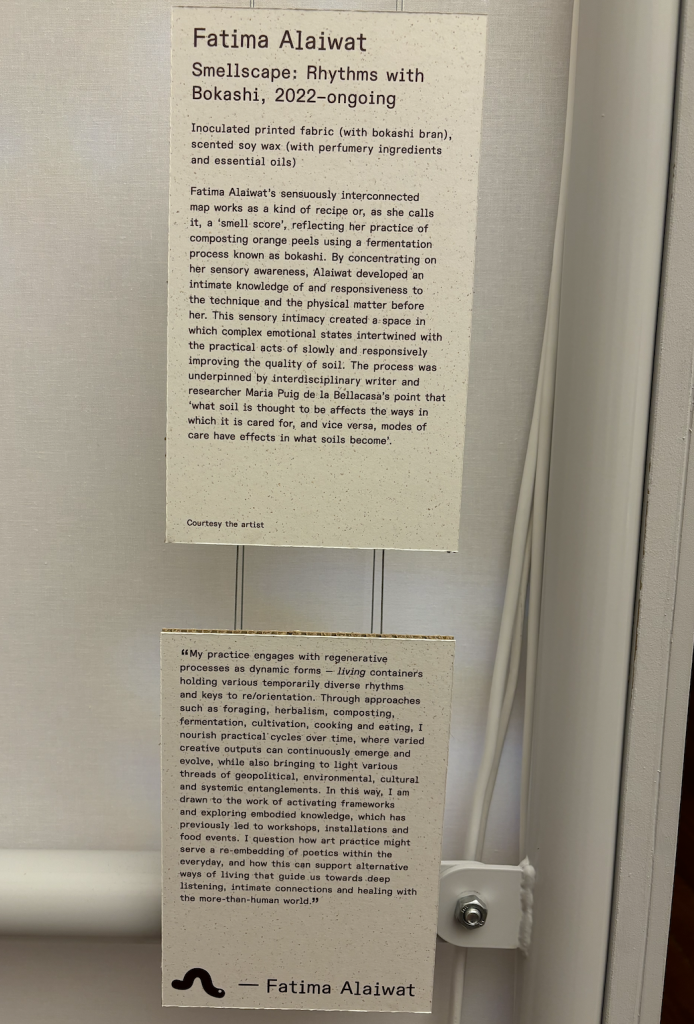 Fatima Alaiwat
Smellscape: Rhythms with
Bokashi, 2022–ongoing
Inoculated printed fabric (with bokashi bran),
scented soy wax (with perfumery ingredients
and essential oils)
Fatima Alaiwat's sensuously interconnected
map works as a kind of recipe or, as she calls
it, a ‘smell score’, reflecting her practice of
composting orange peels using a fermentation
process known as bokashi. By concentrating on
her sensory awareness, Alaiwat developed an
intimate knowledge of and responsiveness to
the technique and the physical matter before
her. This sensory intimacy created a space in
which complex emotional states intertwined with
the practical acts of slowly and responsively
improving the quality of soil. The process was
underpinned by interdisciplinary writer and
researcher Maria Puig de la Bellacasa's point that
‘what soil is thought to be affects the ways in
which it is cared for, and vice versa, modes of
care have effects in what soils become’.
Courtesy the artist
“My practice engages with regenerative
processes as dynamic forms — living containers
holding various temporarily diverse rhythms
and keys to re/orientation. Through approaches
such as foraging, herbalism, composting,
fermentation, cultivation, cooking and eating, I
nourish practical cycles over time, where varied
creative outputs can continuously emerge and
evolve, while also bringing to light various
threads of geopolitical, environmental, cultural
and systemic entanglements. In this way, I am
drawn to the work of activating frameworks
and exploring embodied knowledge, which has
previously led to workshops, installations and
food events. I question how art practice might
serve a re-embedding of poetics within the
everyday, and how this can support alternative
ways of living that guide us towards deep
listening, intimate connections and healing with
the more-than-human world.”
— Fatima Alaiwat